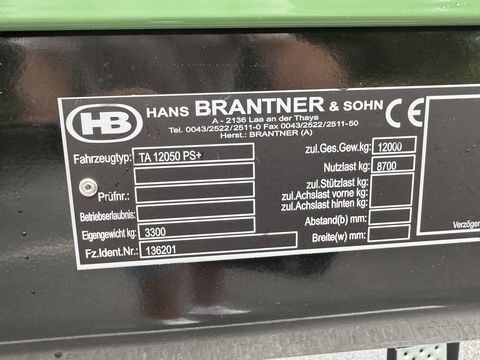 HB
HANS BRANTNER & SOHN
A - 2136 Laa an der Thaya
Tel. 0043/2522/2511-0 Fax 0043/2522/2511-50
Herst.: BRANTNER (A)
CE
Fahrzeugtyp: TA 12050 PS+
Prüfnr.:
Betriebserlaubnis:
Eigengewicht kg: 3300
Fz.Ident.Nr.: 136201
zul.Ges.Gew.kg: 12000
Nutzlast kg: 8700
zul.Stützlast kg:
zul.Achslast vorne kg:
zul.Achslast hinten kg:
Abstand(b) mm:
Breite(w) mm: